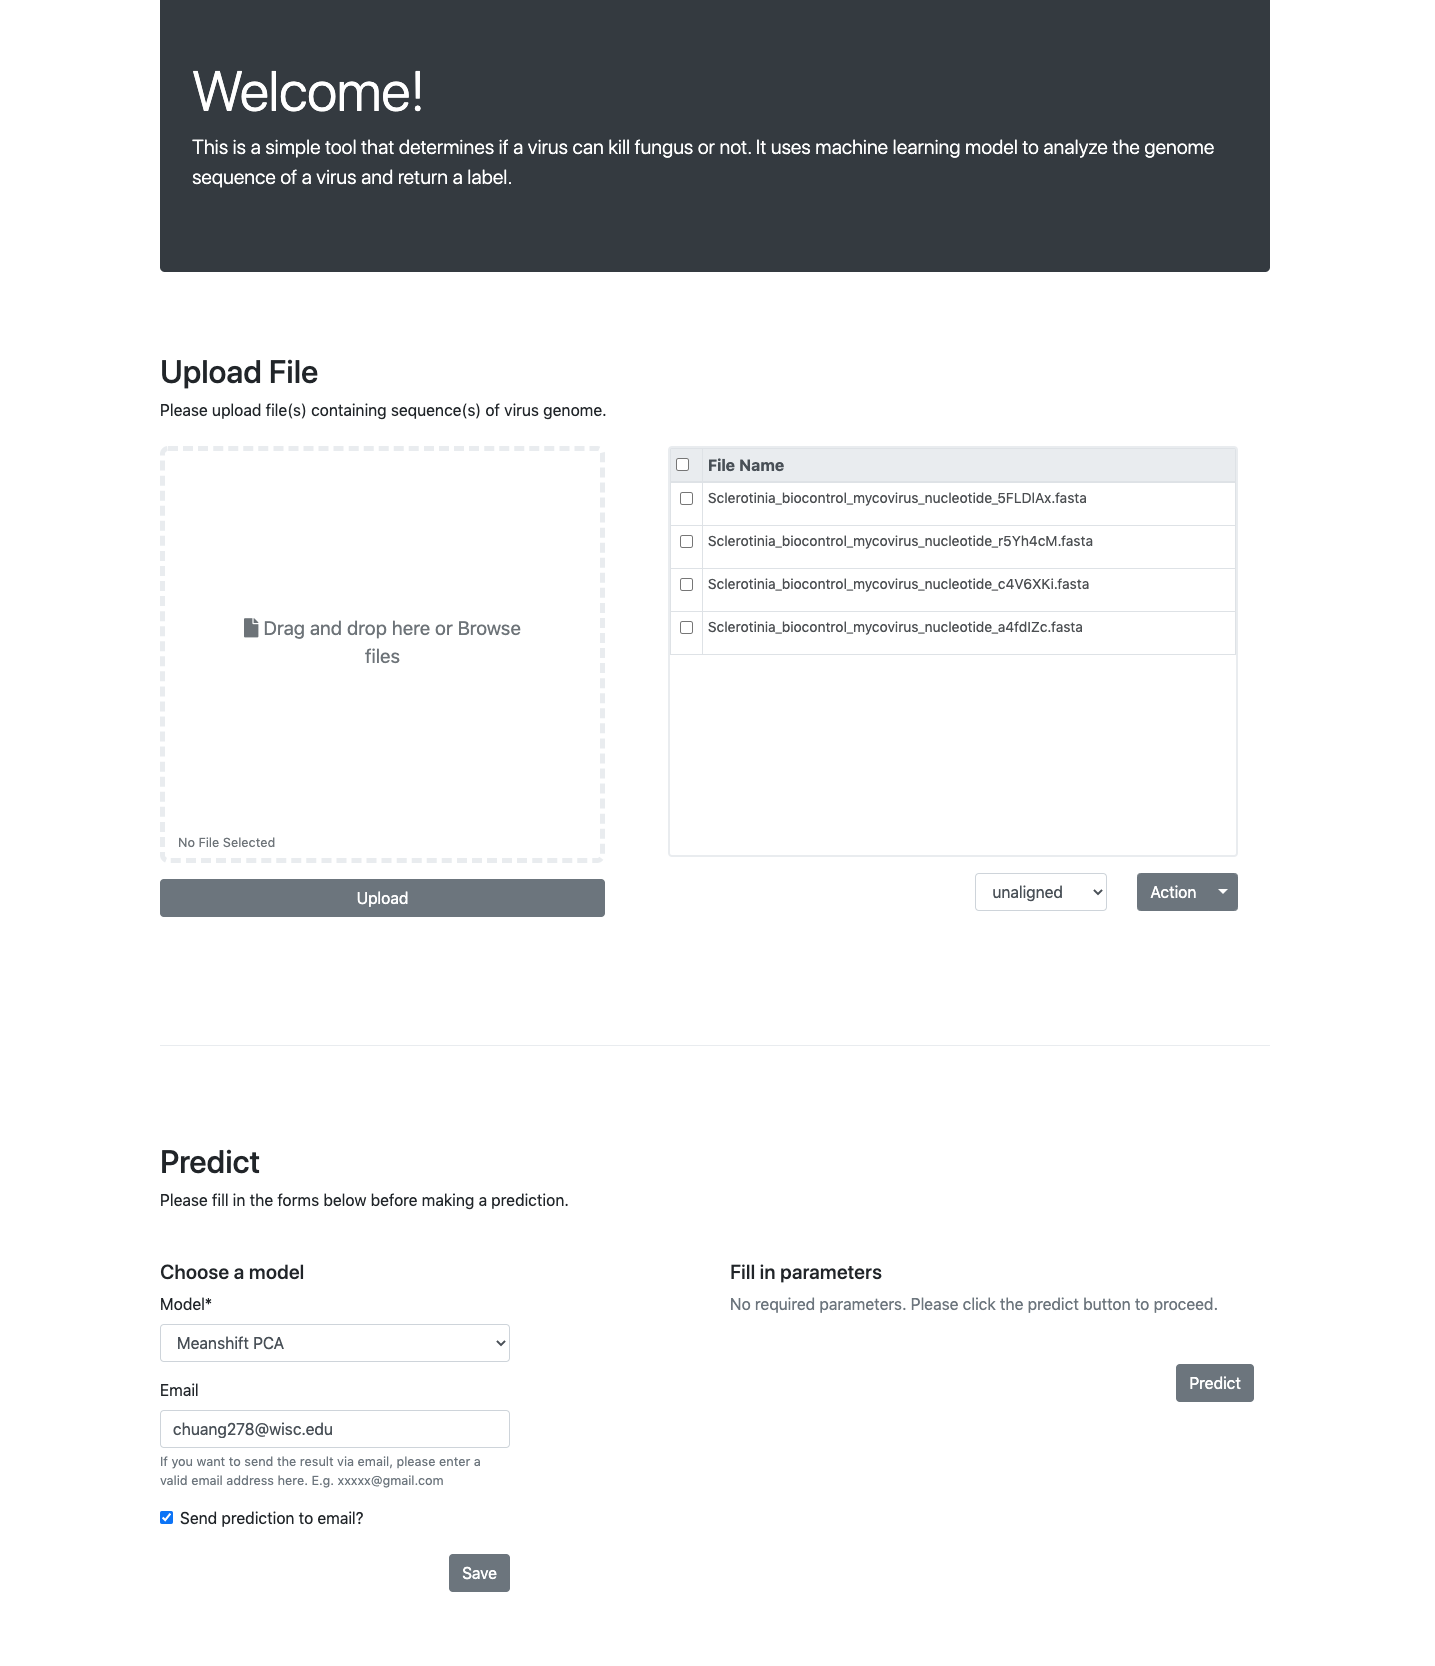 Welcome!
This is a simple tool that determines if a virus can kill fungus or not. It uses machine learning model to analyze the genome
sequence of a virus and return a label.
Upload File
Please upload file(s) containing sequence(s) of virus genome.
Drag and drop here or Browse
files
No File Selected
Upload
File Name
Sclerotinia_biocontrol_mycovirus_nucleotide_5FLDIAx.fasta
Sclerotinia_biocontrol_mycovirus_nucleotide_r5Yh4cM.fasta
Sclerotinia_biocontrol_mycovirus_nucleotide_c4V6XKi.fasta
Sclerotinia_biocontrol_mycovirus_nucleotide_a4fdIZc.fasta
unaligned
Action
Predict
Please fill in the forms below before making a prediction.
Choose a model
Model*
Meanshift PCA
Email
chuang278@wisc.edu
If you want to send the result via email, please enter a
valid email address here. E.g. xxxxx@gmail.com
Send prediction to email?
Save
Fill in parameters
No required parameters. Please click the predict button to proceed.
Predict